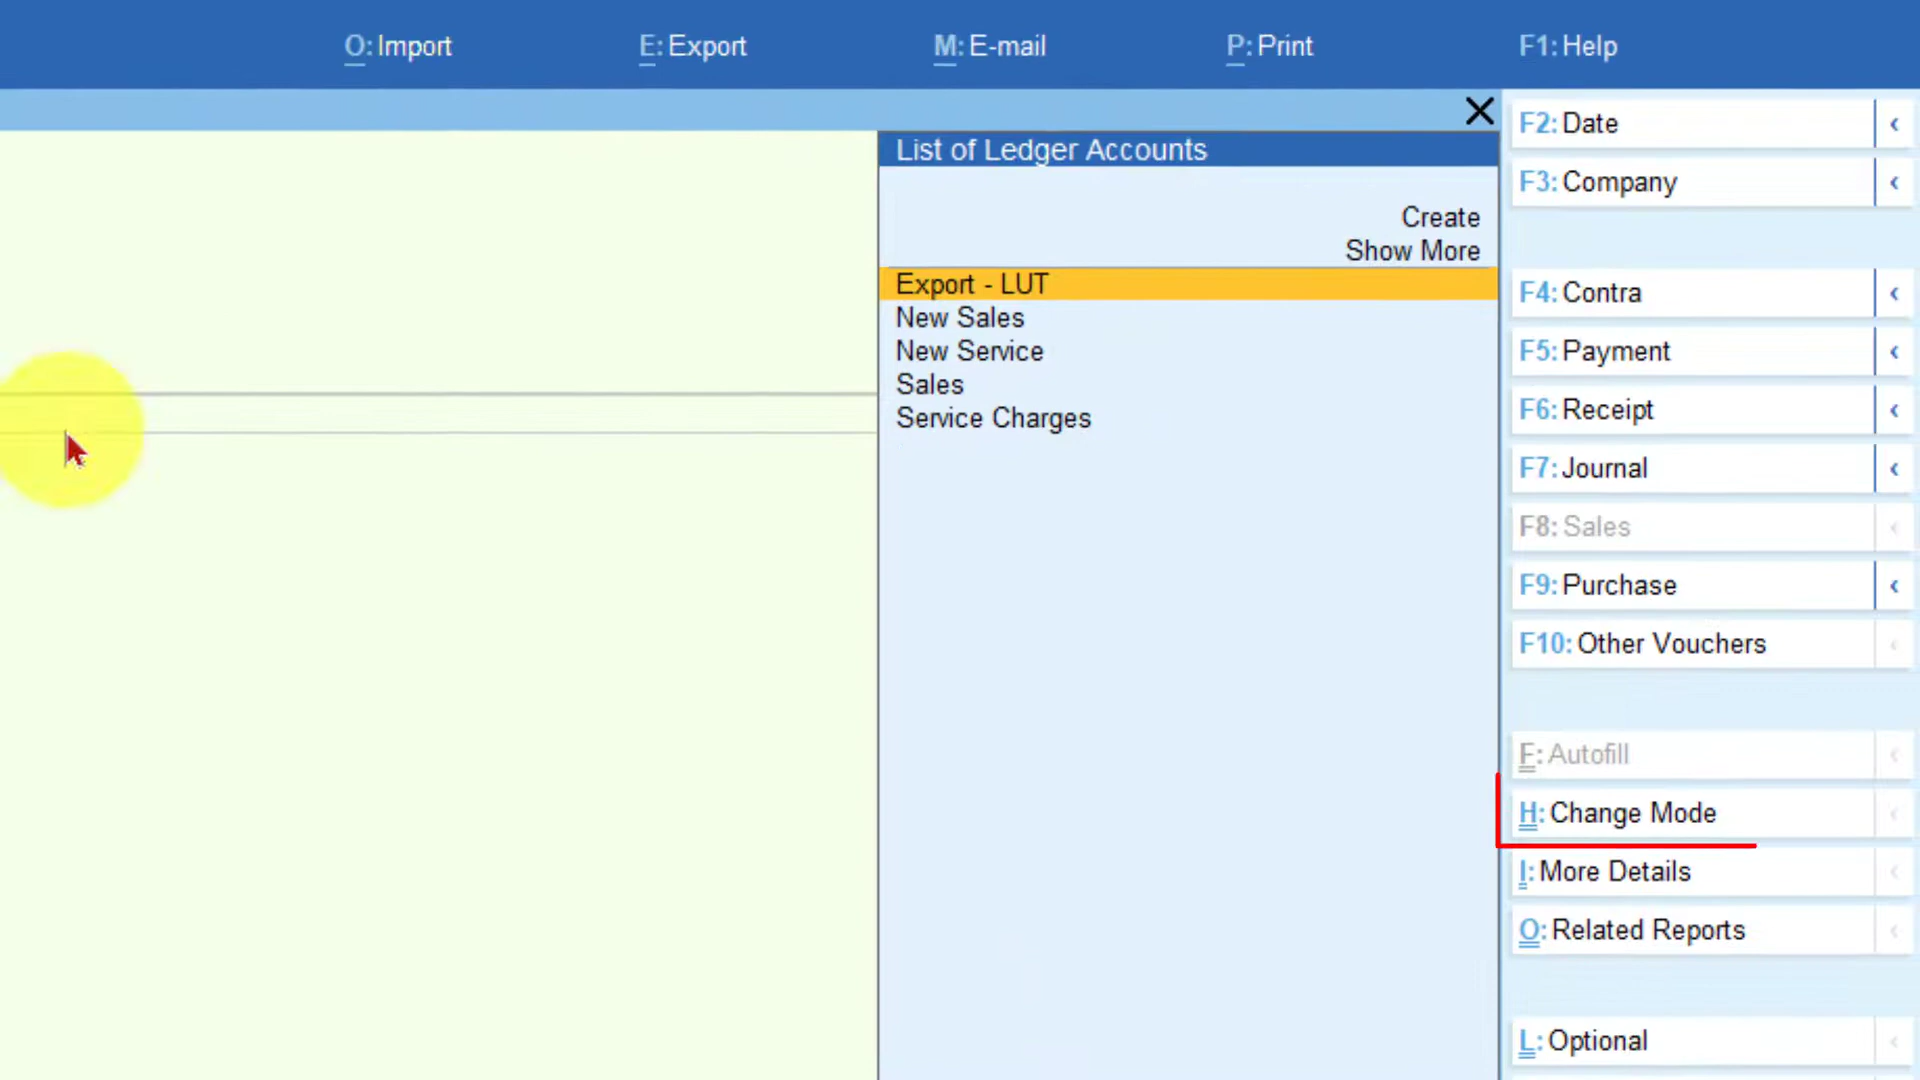 O: Import E: Export M: E-mail P: Print F1: Help
List of Ledger Accounts
Create
Show More
Export - LUT
New Sales
New Service
Sales
Service Charges
F2: Date
F3: Company
F4: Contra
F5: Payment
F6: Receipt
F7: Journal
F8: Sales
F9: Purchase
F10: Other Vouchers
F: Autofill
H: Change Mode
I: More Details
O: Related Reports
L: Optional